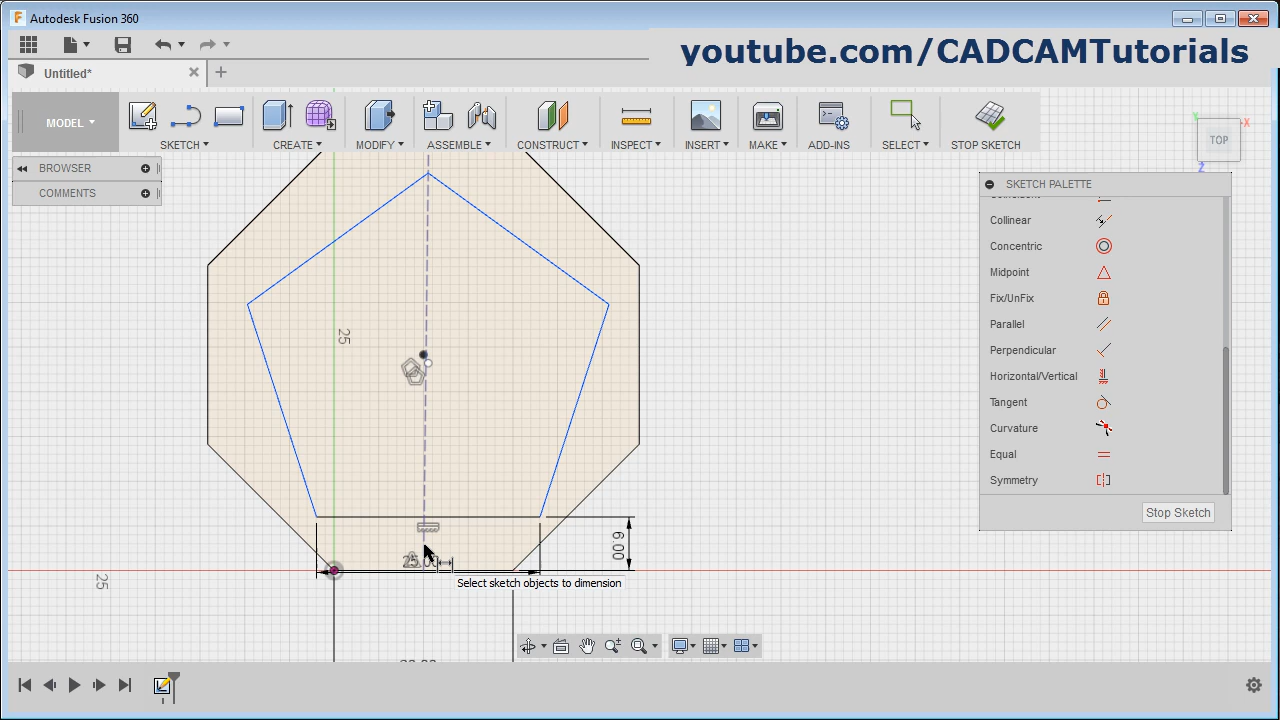 Autodesk Fusion 360
youtube.com/CADCAMTutorials
Untitled*
MODEL
SKETCH
CREATE
MODIFY
ASSEMBLE
CONSTRUCT
INSPECT
INSERT
MAKE
ADD-INS
SELECT
STOP SKETCH
TOP
Y
X
Z
BROWSER
COMMENTS
SKETCH PALETTE
Collinear
Concentric
Midpoint
Fix/UnFix
Parallel
Perpendicular
Horizontal/Vertical
Tangent
Curvature
Equal
Symmetry
Stop Sketch
25
6.00
Select sketch objects to dimension
25